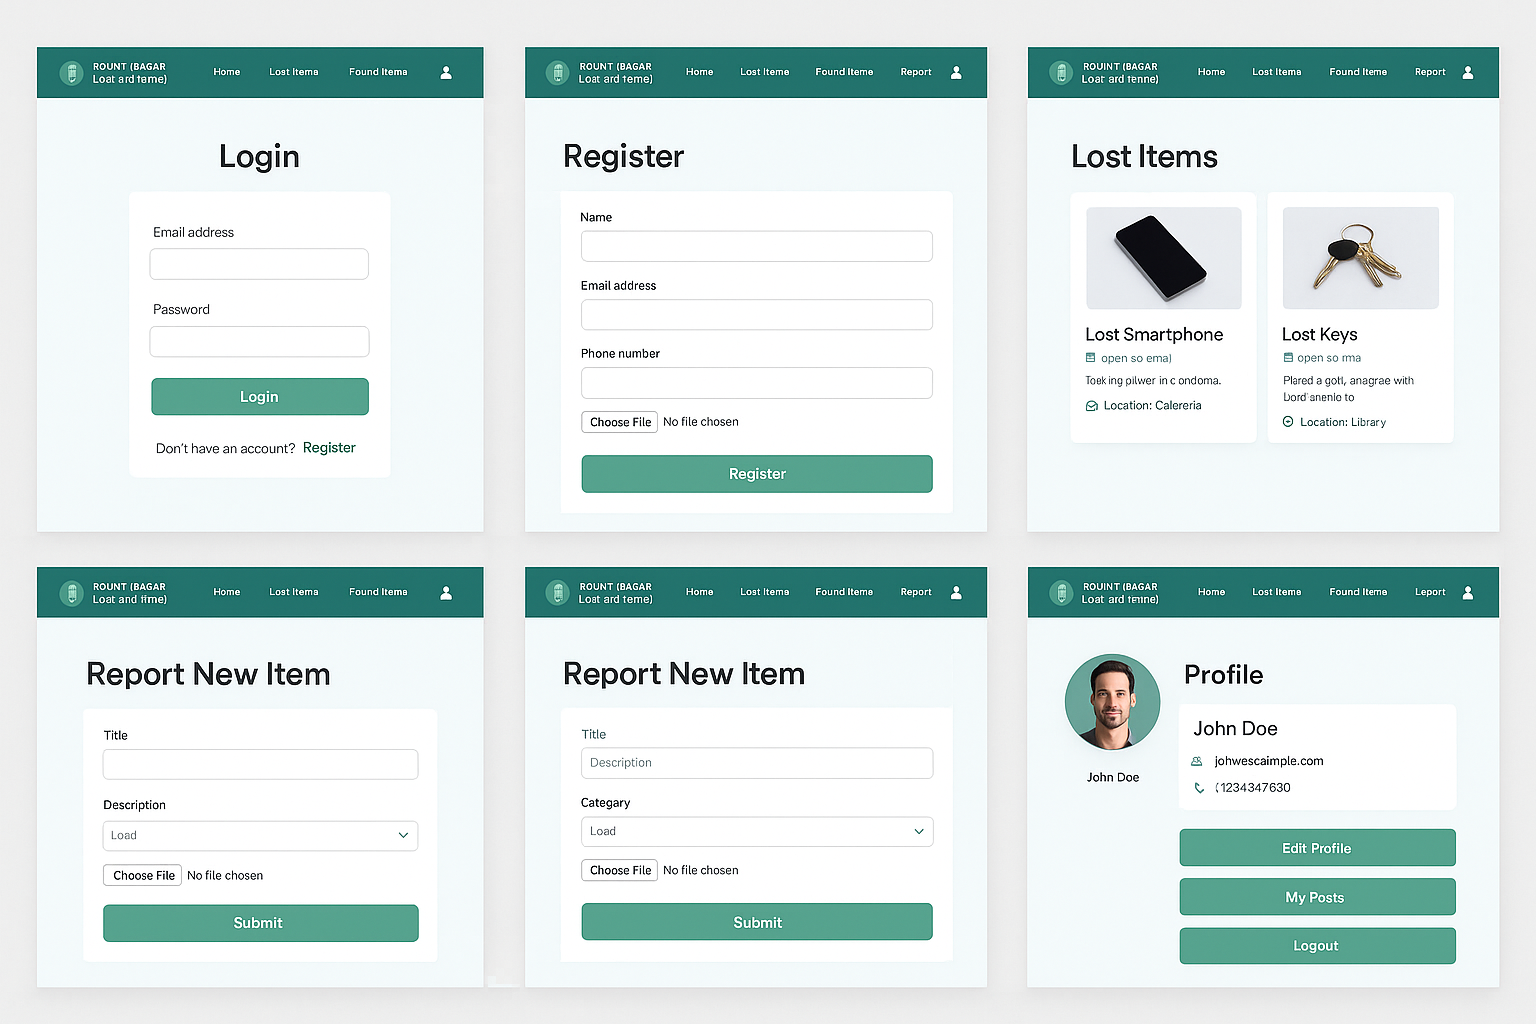 ROUNT (BAGAR
Loat ard teme)
Home
Lost Itema
Found Itema
Login
Email address
Password
Login
Don't have an account? Register
ROUNT (BAGAR
Loat ard teme)
Home
Lost Iteme
Found Iteme
Report
Register
Name
Email address
Phone number
Choose File No file chosen
Register
ROUINT (BAGAR
Loat ard tenne)
Home
Lost Itema
Found Iteme
Report
Lost Items
Lost Smartphone
open so ema)
Toek ing pilwer in c ondoma.
Location: Calereria
Lost Keys
open so rma
Plared a gott, anagrae with
Lord anenle to
Location: Library
ROUNT (BAGAR
Loat and time)
Home
Lost Itema
Found Itema
Report New Item
Title
Description
Load
Choose File No file chosen
Submit
ROUNT (BAGAR
Loat ard teme)
Home
Lost Iteme
Found Iteme
Report
Report New Item
Title
Description
Categary
Load
Choose File No file chosen
Submit
ROUINT (BAGAR
Loat ard tenne)
Home
Lost Itema
Found Iteme
Leport
John Doe
Profile
John Doe
johwescaimple.com
(1234347630
Edit Profile
My Posts
Logout